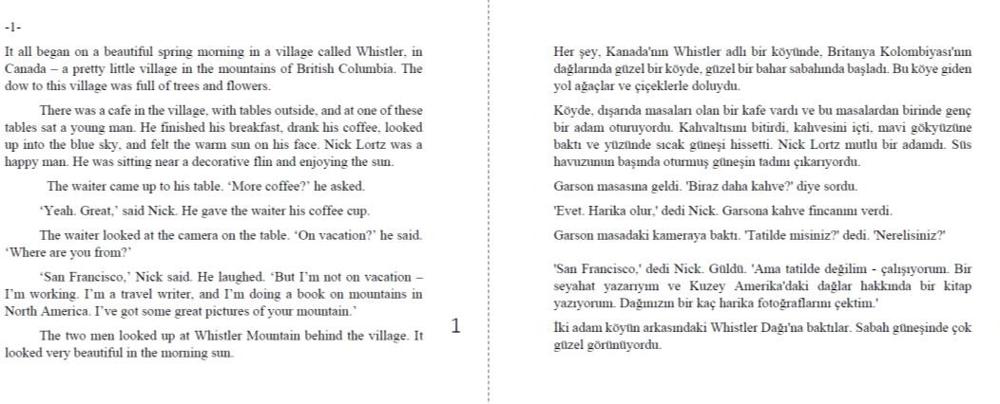 -1-
It all began on a beautiful spring morning in a village called Whistler, in
Canada – a pretty little village in the mountains of British Columbia. The
dow to this village was full of trees and flowers.
There was a cafe in the village, with tables outside, and at one of these
tables sat a young man. He finished his breakfast, drank his coffee, looked
up into the blue sky, and felt the warm sun on his face. Nick Lortz was a
happy man. He was sitting near a decorative flin and enjoying the sun.
The waiter came up to his table. ‘More coffee?’ he asked.
‘Yeah. Great,’ said Nick. He gave the waiter his coffee cup.
The waiter looked at the camera on the table. ‘On vacation?’ he said.
‘Where are you from?’
‘San Francisco,’ Nick said. He laughed. ‘But I’m not on vacation –
I’m working. I’m a travel writer, and I’m doing a book on mountains in
North America. I’ve got some great pictures of your mountain.’
The two men looked up at Whistler Mountain behind the village. It
looked very beautiful in the morning sun.
1
Her şey, Kanada'nın Whistler adlı bir köyünde, Britanya Kolombiyası'nın
dağlarında güzel bir köyde, güzel bir bahar sabahında başladı. Bu köye giden
yol ağaçlar ve çiçeklerle doluydu.
Köyde, dışarıda masaları olan bir kafe vardı ve bu masalardan birinde genç
bir adam oturuyordu. Kahvaltısını bitirdi, kahvesini içti, mavi gökyüzüne
baktı ve yüzünde sıcak güneşi hissetti. Nick Lortz mutlu bir adamdı. Süs
havuzunun başında oturmuş güneşin tadını çıkarıyordu.
Garson masasına geldi. 'Biraz daha kahve?' diye sordu.
'Evet. Harika olur,' dedi Nick. Garsona kahve fincanını verdi.
Garson masadaki kameraya baktı. 'Tatilde misiniz?' dedi. 'Nerelisiniz?'
'San Francisco,' dedi Nick. Güldü. 'Ama tatilde değilim - çalışıyorum. Bir
seyahat yazarıyım ve Kuzey Amerika'daki dağlar hakkında bir kitap
yazıyorum. Dağınızın bir kaç harika fotoğraflarını çektim.'
İki adam köyün arkasındaki Whistler Dağı'na baktılar. Sabah güneşinde çok
güzel görünüyordu.